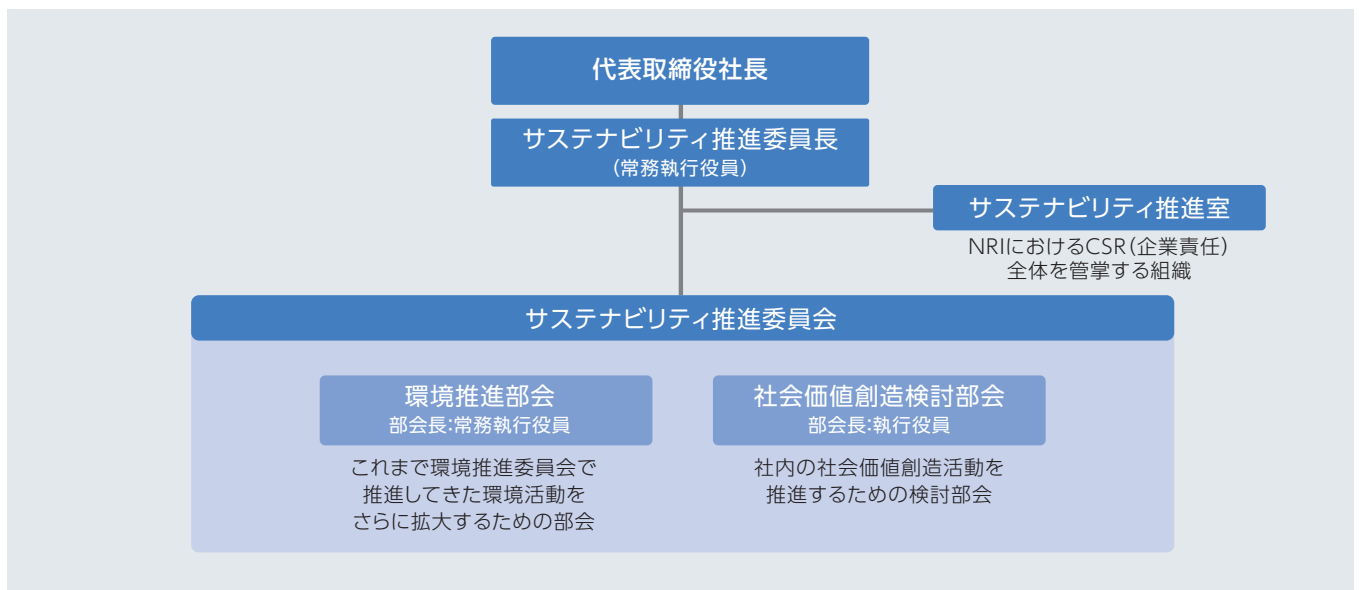 代表取締役社長
サステナビリティ推進委員長
(常務執行役員)
サステナビリティ推進室
NRIにおけるCSR(企業責任)
全体を管掌する組織
サステナビリティ推進委員会
環境推進部会
部会長:常務執行役員
これまで環境推進委員会で
推進してきた環境活動を
さらに拡大するための部会
社会価値創造検討部会
部会長:執行役員
社内の社会価値創造活動を
推進するための検討部会